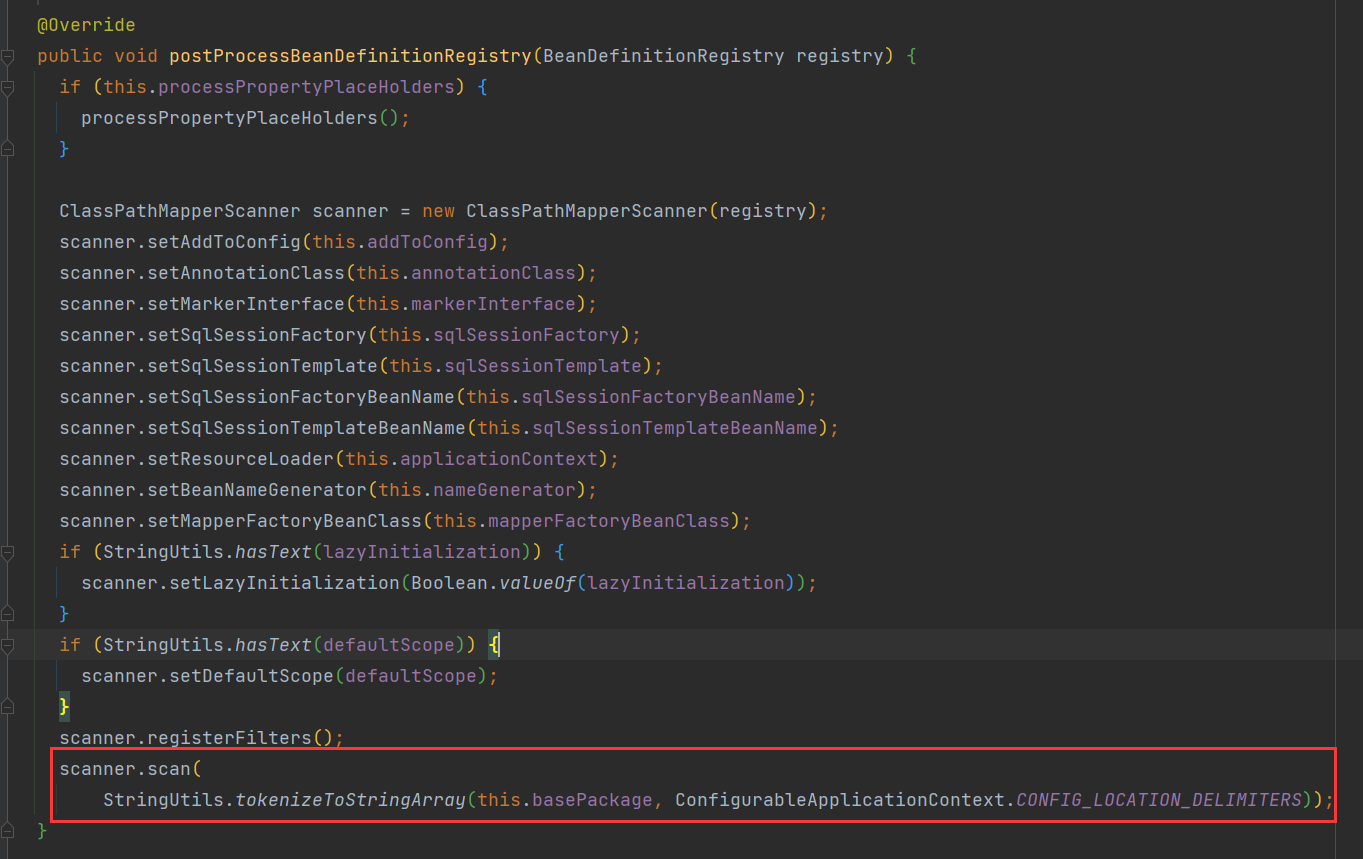 @Override
public void postProcessBeanDefinitionRegistry(BeanDefinitionRegistry registry) {
if (this.processPropertyPlaceHolders) {
processPropertyPlaceHolders();
}
ClassPathMapperScanner scanner = new ClassPathMapperScanner(registry);
scanner.setAddToConfig(this.addToConfig);
scanner.setAnnotationClass(this.annotationClass);
scanner.setMarkerInterface(this.markerInterface);
scanner.setSqlSessionFactory(this.sqlSessionFactory);
scanner.setSqlSessionTemplate(this.sqlSessionTemplate);
scanner.setSqlSessionFactoryBeanName(this.sqlSessionFactoryBeanName);
scanner.setSqlSessionTemplateBeanName(this.sqlSessionTemplateBeanName);
scanner.setResourceLoader(this.applicationContext);
scanner.setBeanNameGenerator(this.nameGenerator);
scanner.setMapperFactoryBeanClass(this.mapperFactoryBeanClass);
if (StringUtils.hasText(lazyInitialization)) {
scanner.setLazyInitialization(Boolean.valueOf(lazyInitialization));
}
if (StringUtils.hasText(defaultScope)) {
scanner.setDefaultScope(defaultScope);
}
scanner.registerFilters();
scanner.scan(
StringUtils.tokenizeToStringArray(this.basePackage, ConfigurableApplicationContext.CONFIG_LOCATION_DELIMITERS));
}